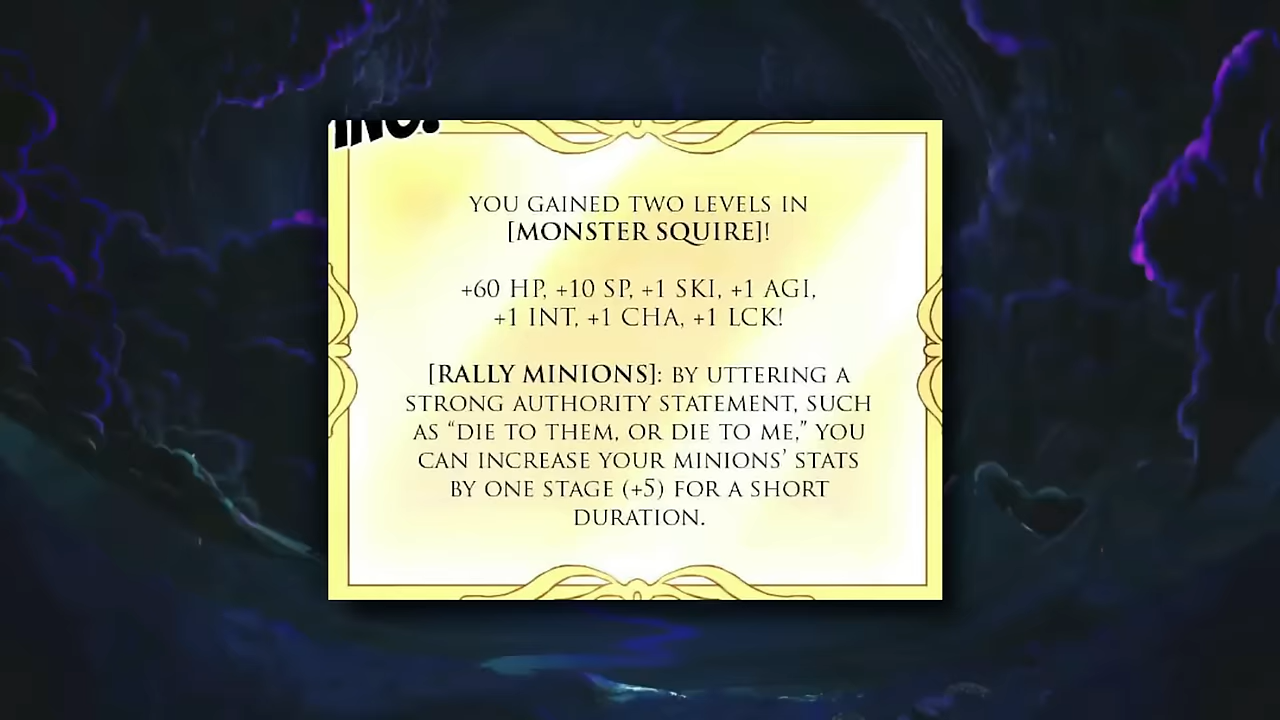 ING!
YOU GAINED TWO LEVELS IN
[MONSTER SQUIRE]!
+60 HP, +10 SP, +1 SKI, +1 AGI,
+1 INT, +1 CHA, +1 LCK!
[RALLY MINIONS]: BY UTTERING A
STRONG AUTHORITY STATEMENT, SUCH
AS “DIE TO THEM, OR DIE TO ME,” YOU
CAN INCREASE YOUR MINIONS’ STATS
BY ONE STAGE (+5) FOR A SHORT
DURATION.